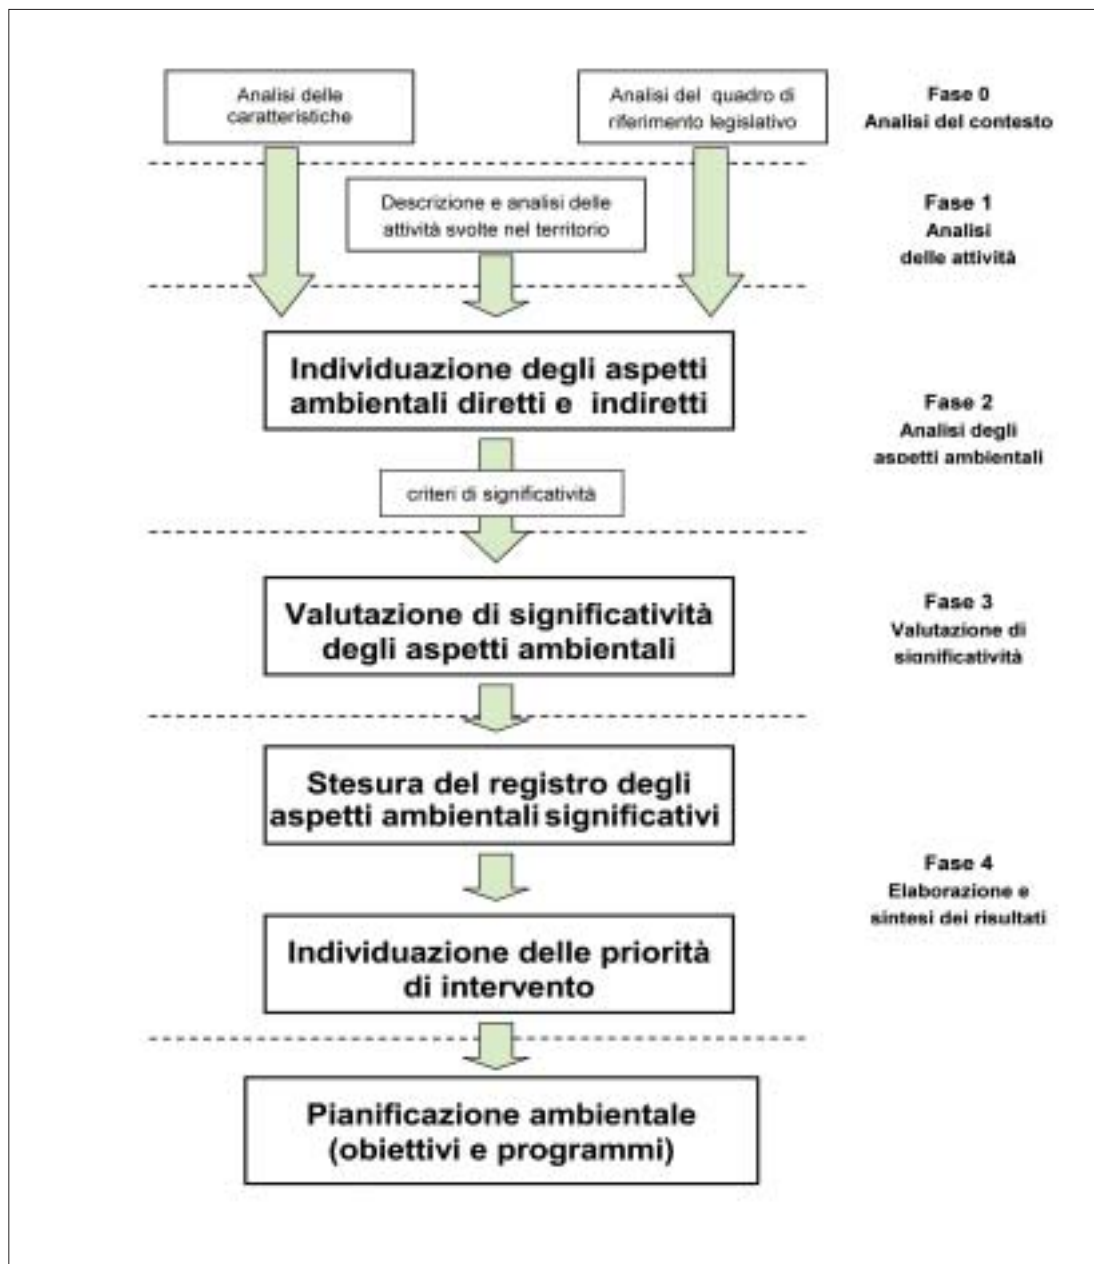 Analisi delle
caratteristiche
Analisi del quadro di
riferimento legislativo
Fase 0
Analisi del contesto
Descrizione e analisi delle
attività svolte nel territorio
Fase 1
Analisi
delle attività
Individuazione degli aspetti
ambientali diretti e indiretti
Fase 2
Analisi degli
aspetti ambientali
criteri di significatività
Valutazione di significatività
degli aspetti ambientali
Fase 3
Valutazione di
significatività
Stesura del registro degli
aspetti ambientali significativi
Fase 4
Elaborazione e
sintesi dei risultati
Individuazione delle priorità
di intervento
Pianificazione ambientale
(obiettivi e programmi)